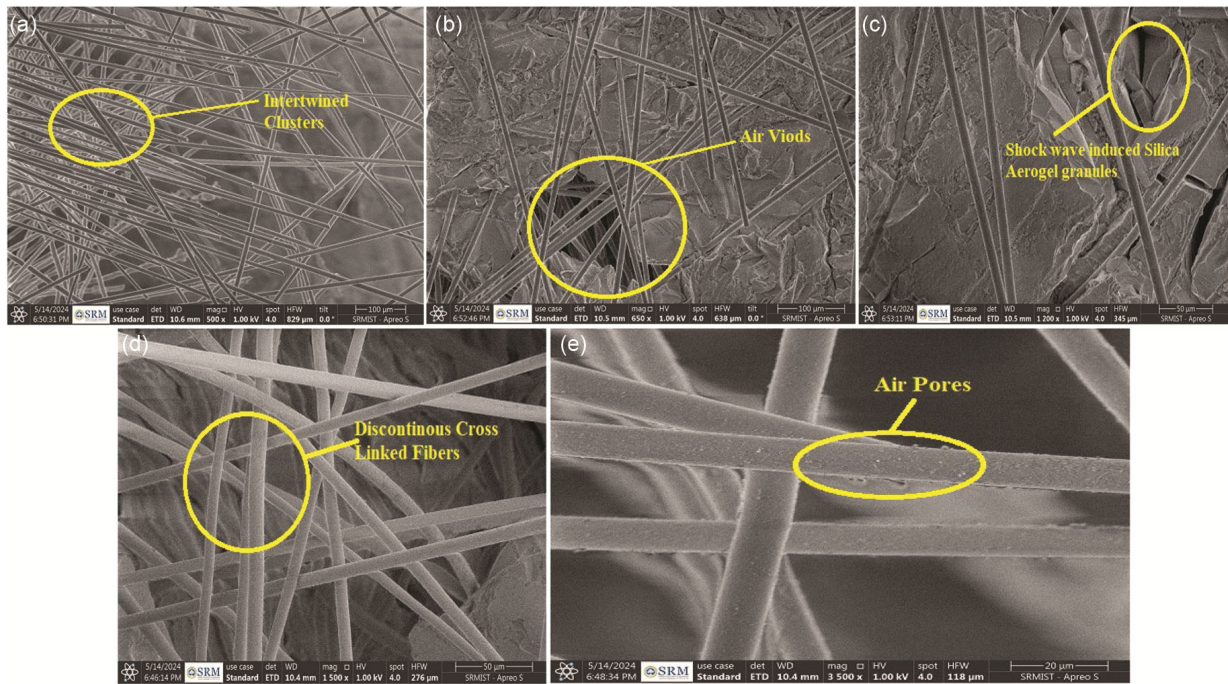 (a)
Intertwined
Clusters
5/14/2024
6:50:31 PM
SRM
use case
Standard
det
ETD
WD
10.6 mm
mag
500 x
HV
1.00 kV
spot
4.0
HFW
829 µm
tilt
0.0 °
100 µm
(b)
Air Viods
5/14/2024
6:52:46 PM
SRM
use case
Standard
det
ETD
WD
10.5 mm
mag
650 x
HV
1.00 kV
spot
4.0
HFW
638 µm
tilt
0.0 °
100 µm
SRMIST - Apreo S
(c)
Shock wave induced Silica
Aerogel granules
5/14/2024
6:53:11 PM
SRM
use case
Standard
det
ETD
WD
10.5 mm
mag
1 200 x
HV
1.00 kV
spot
4.0
HFW
345 µm
50 µm
SRMIST - Apreo S
(d)
Discontinous Cross
Linked Fibers
5/14/2024
6:46:14 PM
SRM
use case
Standard
det
ETD
WD
10.4 mm
mag
1 500 x
HV
1.00 kV
spot
4.0
HFW
276 µm
50 µm
SRMIST - Apreo S
(e)
Air Pores
5/14/2024
6:48:34 PM
SRM
use case
Standard
det
ETD
WD
10.4 mm
mag
3 500 x
HV
1.00 kV
spot
4.0
HFW
118 µm
20 µm
SRMIST - Apreo S